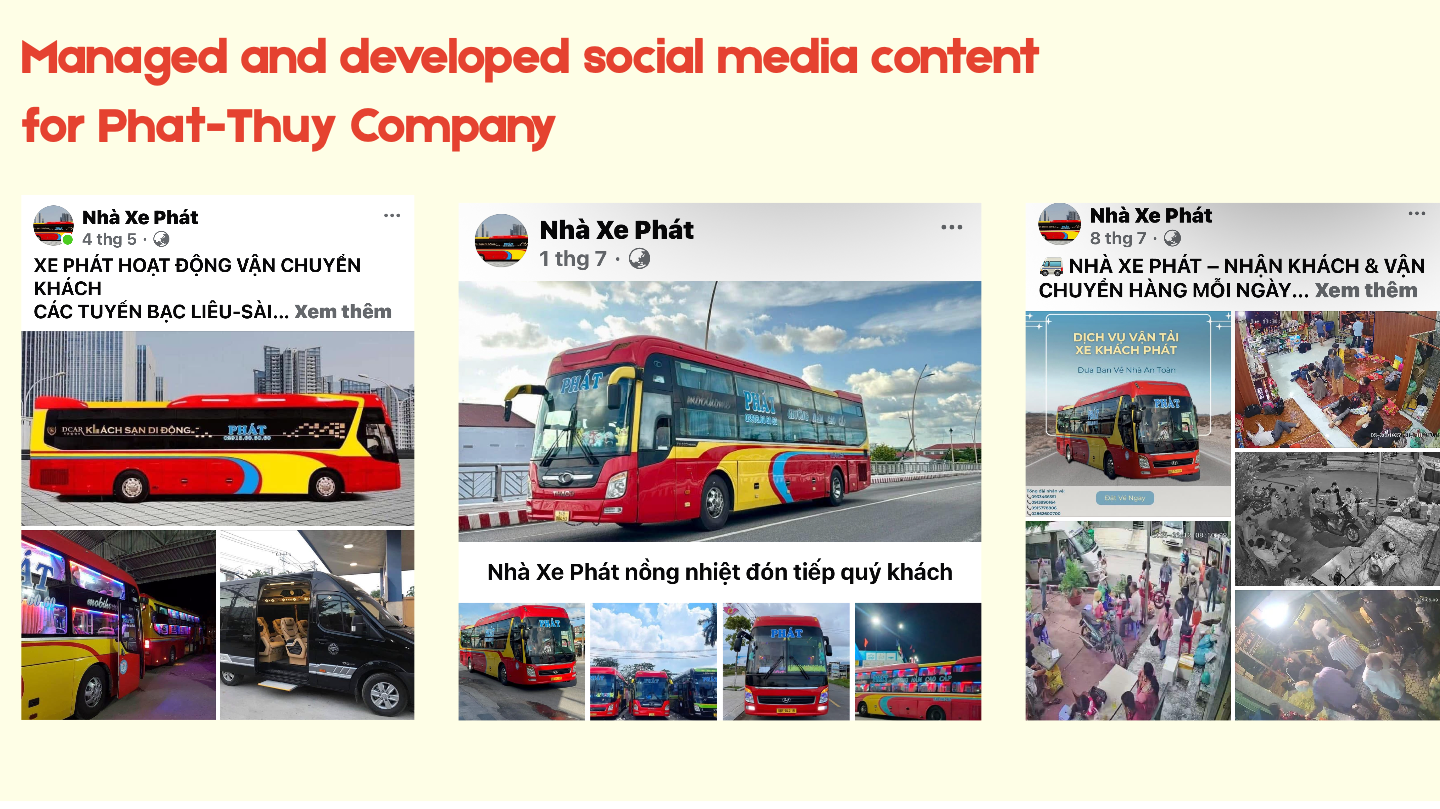 Managed and developed social media content
for Phat-Thuy Company
Nhà Xe Phát
4 thg 5 ·
XE PHÁT HOẠT ĐỘNG VẬN CHUYỂN
KHÁCH
CÁC TUYẾN BẠC LIÊU-SÀI... Xem thêm
DCAR KHÁCH SẠN DI ĐỘNG
PHÁT
mobihome
Nhà Xe Phát
1 thg 7 ·
PHÁT
PHÁT
Nhà Xe Phát nồng nhiệt đón tiếp quý khách
PHÁT
PHÁT
Nhà Xe Phát
8 thg 7 ·
🚐 NHÀ XE PHÁT – NHẬN KHÁCH & VẬN
CHUYỂN HÀNG MỖI NGÀY... Xem thêm
DỊCH VỤ VẬN TẢI
XE KHÁCH PHÁT
Đưa Bạn Về Nhà An Toàn
PHÁT
Đặt Vé Ngay